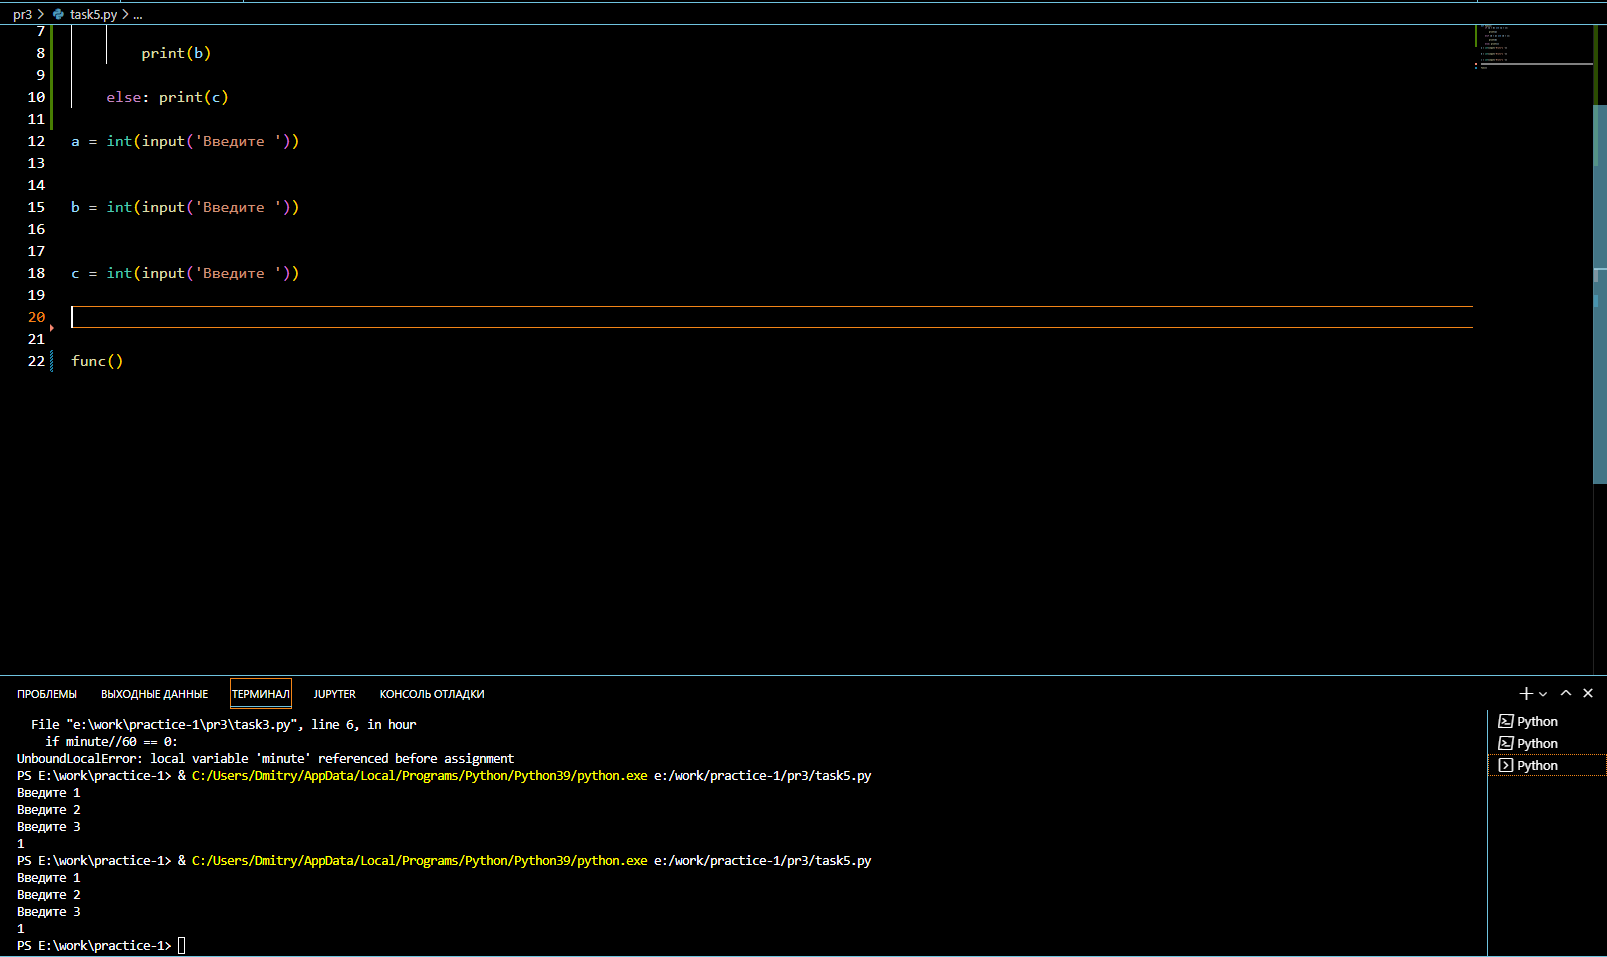 pr3 > task5.py > ...
7
8 print(b)
9
10 else: print(c)
11
12 a = int(input('Введите '))
13
14
15 b = int(input('Введите '))
16
17
18 c = int(input('Введите '))
19
20
21
22 func()
ПРОБЛЕМЫ ВЫХОДНЫЕ ДАННЫЕ ТЕРМИНАЛ JUPYTER КОНСОЛЬ ОТЛАДКИ
File "e:\work\practice-1\pr3\task3.py", line 6, in hour
if minute//60 == 0:
UnboundLocalError: local variable 'minute' referenced before assignment
PS E:\work\practice-1> & C:/Users/Dmitry/AppData/Local/Programs/Python/Python39/python.exe e:/work/practice-1/pr3/task5.py
Введите 1
Введите 2
Введите 3
1
PS E:\work\practice-1> & C:/Users/Dmitry/AppData/Local/Programs/Python/Python39/python.exe e:/work/practice-1/pr3/task5.py
Введите 1
Введите 2
Введите 3
1
PS E:\work\practice-1>
Python
Python
Python